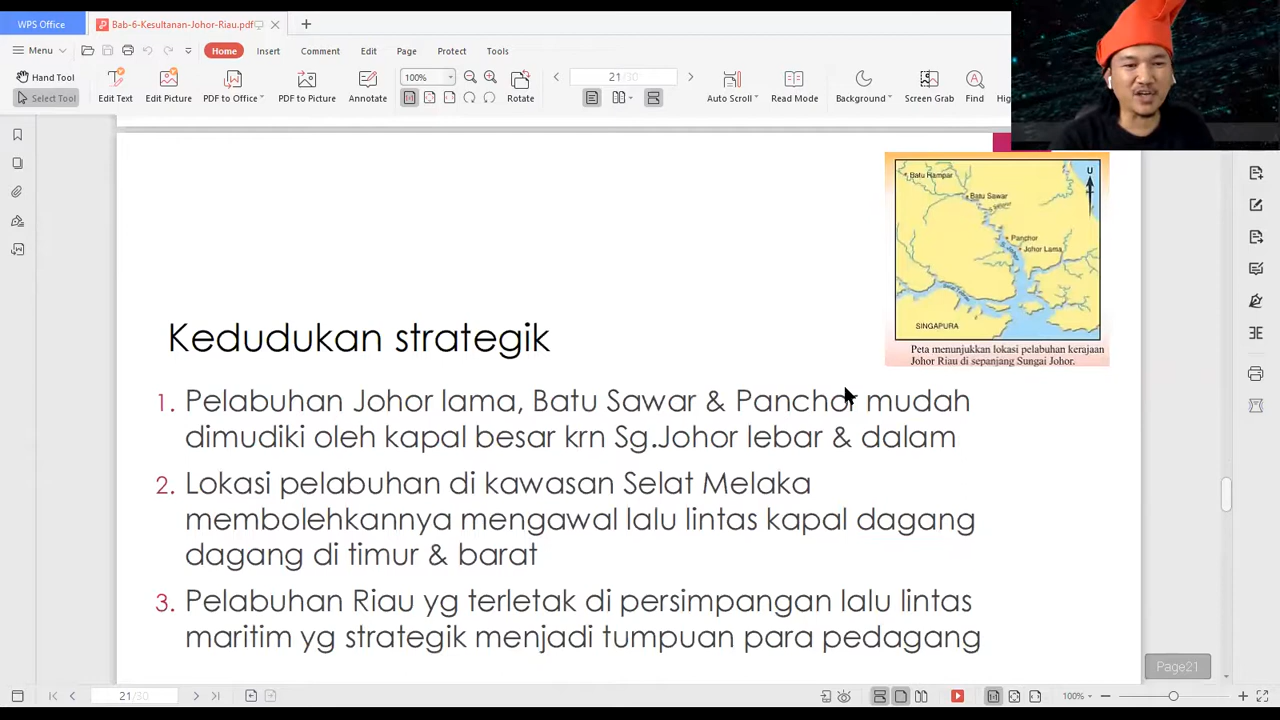 WPS Office
Bab-6-Kesultanan-Johor-Riau.pdf
Menu
Home Insert Comment Edit Page Protect Tools
Hand Tool
Select Tool
Edit Text
Edit Picture
PDF to Office
PDF to Picture
Annotate
100%
Rotate
21/30
Auto Scroll
Read Mode
Background
Screen Grab
Find
Batu Hampar
Batu Sawar
Panchor
Johor Lama
U
SINGAPURA
Peta menunjukkan lokasi pelabuhan kerajaan
Johor Riau di sepanjang Sungai Johor.
Kedudukan strategik
1. Pelabuhan Johor lama, Batu Sawar & Panchor mudah
dimudiki oleh kapal besar krn Sg.Johor lebar & dalam
2. Lokasi pelabuhan di kawasan Selat Melaka
membolehkannya mengawal lalu lintas kapal dagang
dagang di timur & barat
3. Pelabuhan Riau yg terletak di persimpangan lalu lintas
maritim yg strategik menjadi tumpuan para pedagang
Page21
21/30
100%